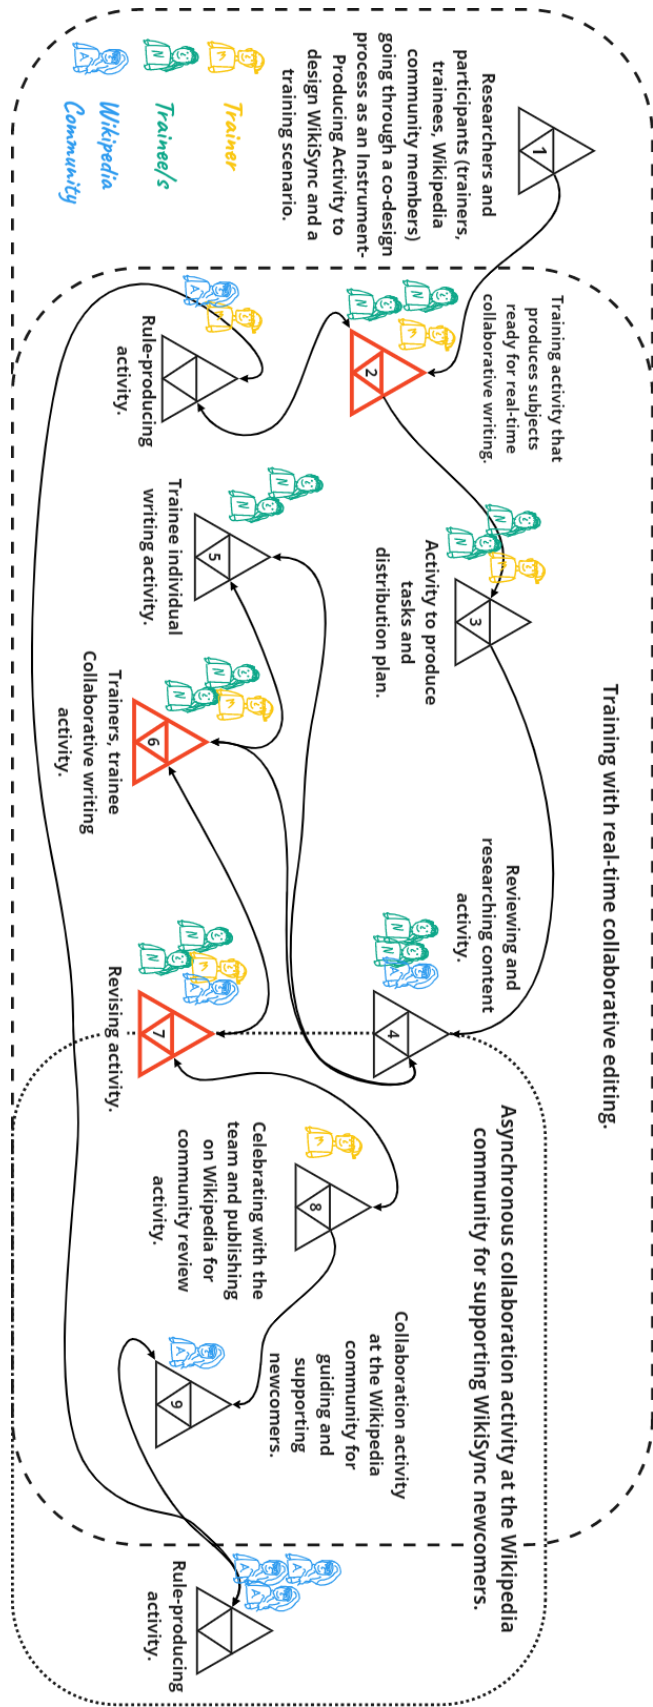 Training with real-time collaborative editing.
1
Researchers and
participants (trainers,
trainees, Wikipedia
community members)
going through a co-design
process as an Instrument-
Producing Activity to
design WikiSync and a
training scenario.
Trainer
Trainee/s
Wikipedia
Community
Training activity that
produces subjects
ready for real-time
collaborative writing.
2
Rule-producing
activity.
3
Activity to produce
tasks and
distribution plan.
5
Trainee individual
writing activity.
6
Trainers, trainee
Collaborative writing
activity.
Reviewing and
researching content
activity.
4
7
Revising activity.
Asynchronous collaboration activity at the Wikipedia
community for supporting WikiSync newcomers.
8
Celebrating with the
team and publishing
on Wikipedia for
community review
activity.
Collaboration activity
at the Wikipedia
community for
guiding and
supporting
newcomers.
9
Rule-producing
activity.